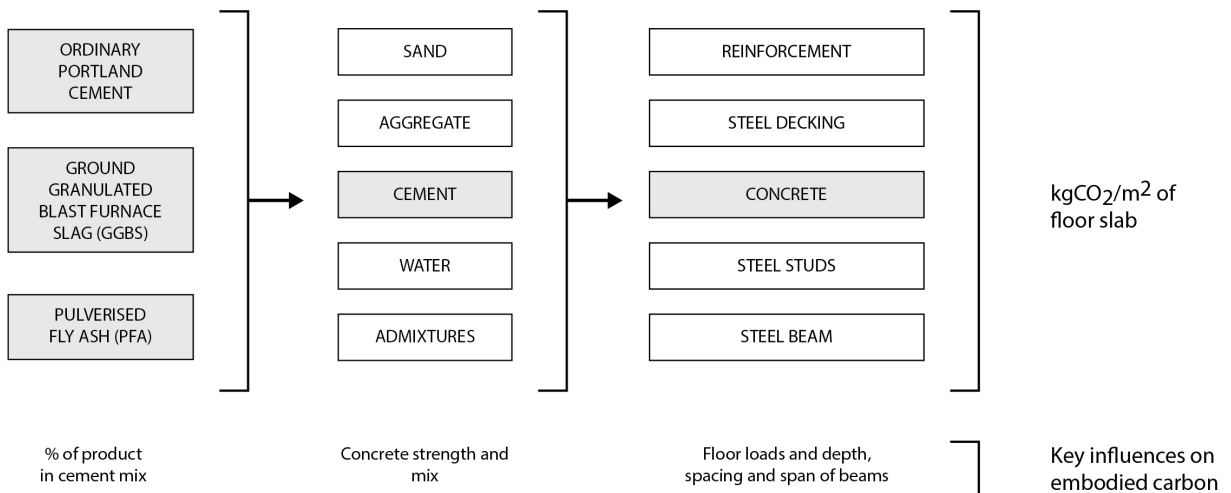 ORDINARY
PORTLAND
CEMENT
GROUND
GRANULATED
BLAST FURNACE
SLAG (GGBS)
PULVERISED
FLY ASH (PFA)
SAND
AGGREGATE
CEMENT
WATER
ADMIXTURES
REINFORCEMENT
STEEL DECKING
CONCRETE
STEEL STUDS
STEEL BEAM
kgCO2/m2 of
floor slab
% of product
in cement mix
Concrete strength and
mix
Floor loads and depth,
spacing and span of beams
Key influences on
embodied carbon